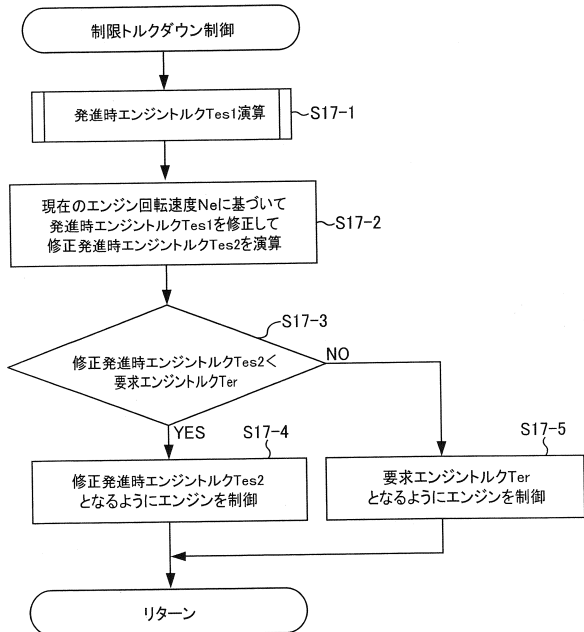 制限トルクダウン制御
発進時エンジントルクTes1演算
S17-1
現在のエンジン回転速度Neに基づいて
発進時エンジントルクTes1を修正して
修正発進時エンジントルクTes2を演算
S17-2
S17-3
修正発進時エンジントルクTes2<
要求エンジントルクTer
NO
YES
S17-4
修正発進時エンジントルクTes2
となるようにエンジンを制御
S17-5
要求エンジントルクTer
となるようにエンジンを制御
リターン